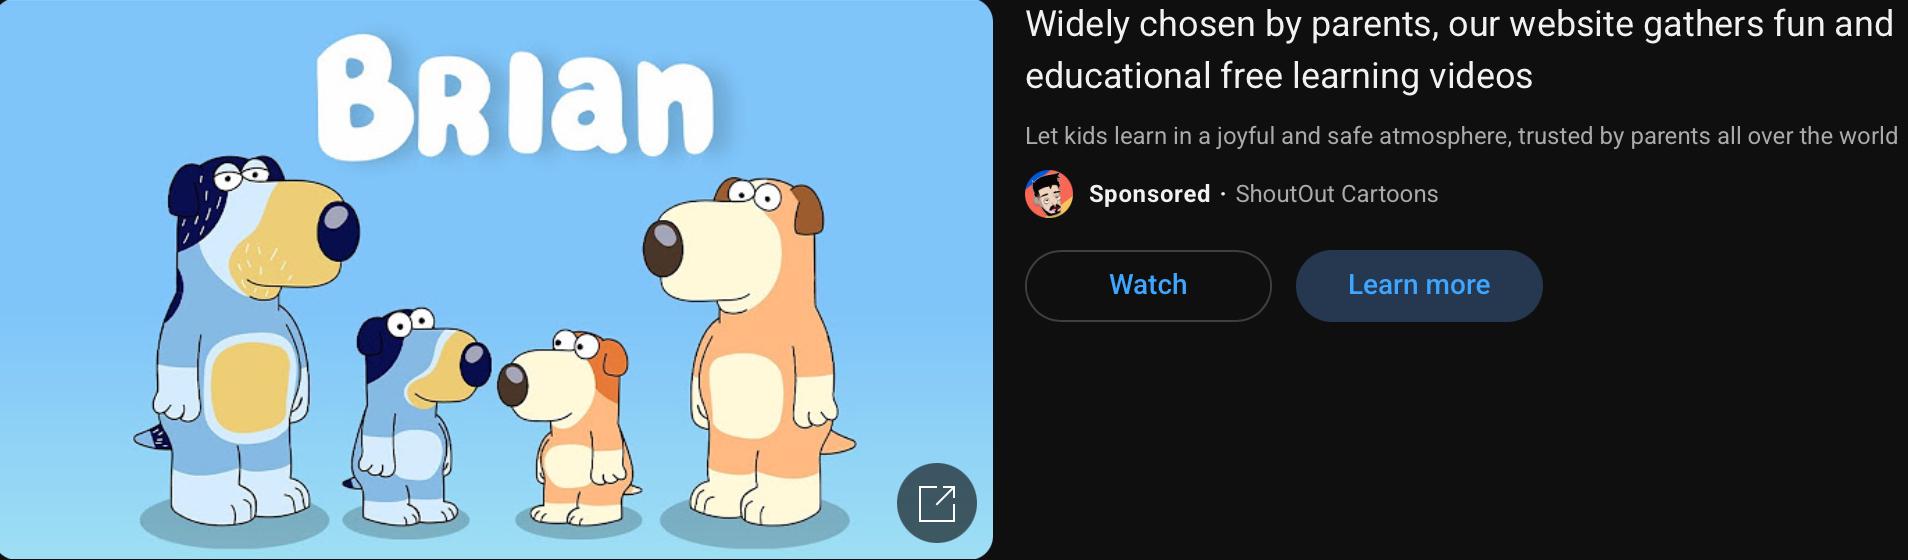 BRIan
Widely chosen by parents, our website gathers fun and
educational free learning videos
Let kids learn in a joyful and safe atmosphere, trusted by parents all over the world
Sponsored · ShoutOut Cartoons
Watch
Learn more